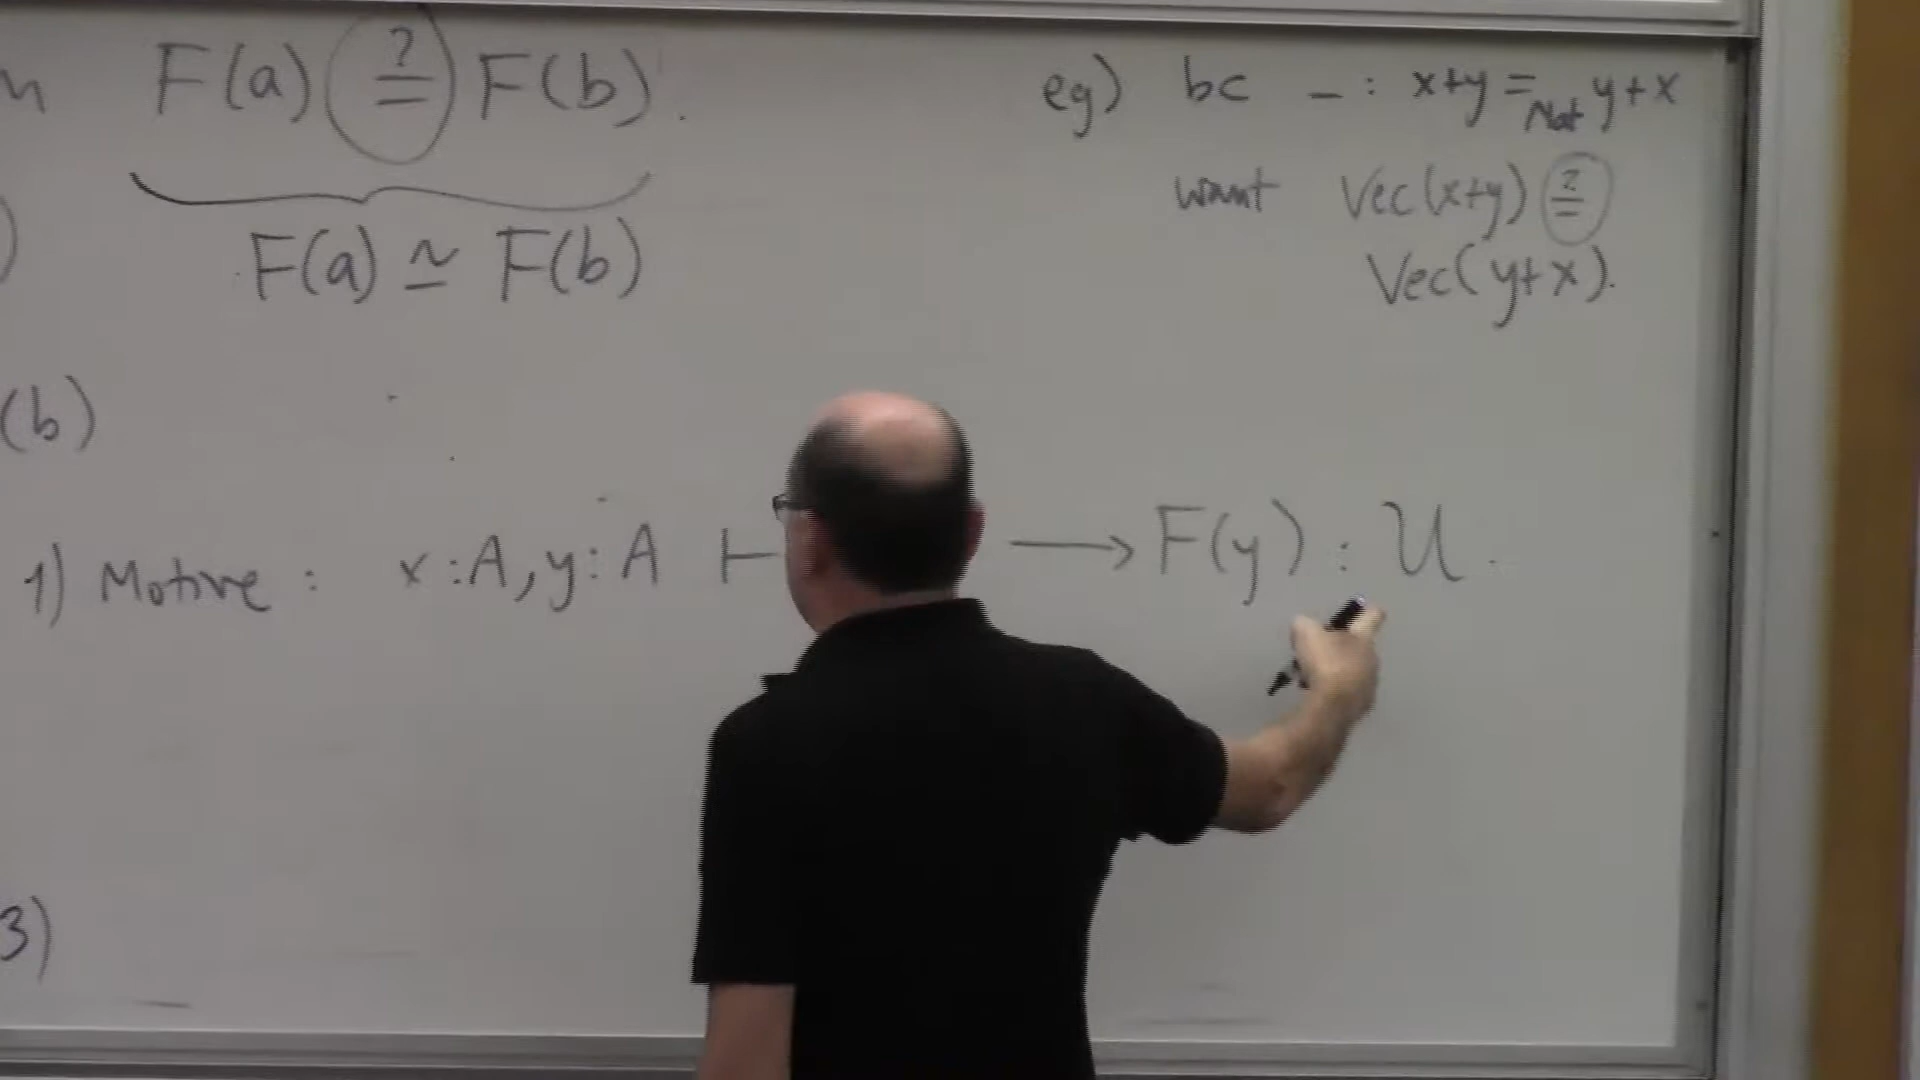 n F(a) ≟ F(b).
F(a) ≃ F(b)
eg) bc _ : x+y =Nat y+x
want Vec(x+y) ≟
Vec(y+x).
)
(b)
1) Motive : x:A, y:A ⊢ → F(y) : U.
3)